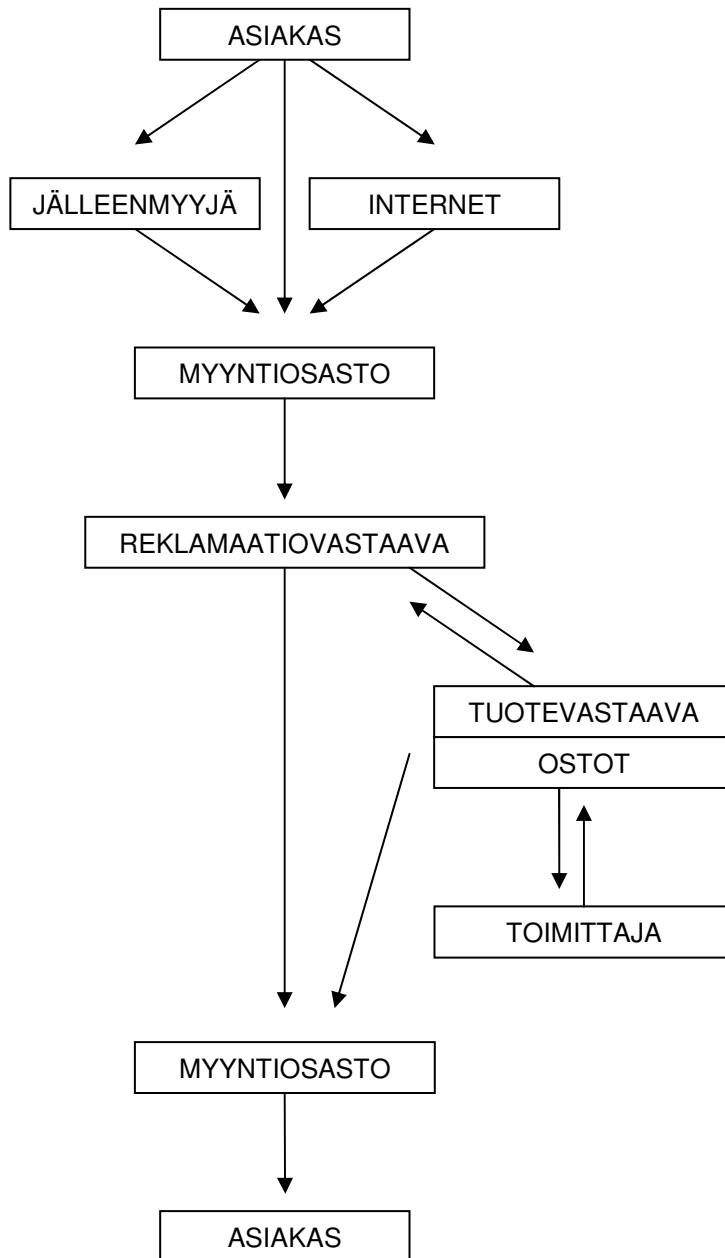 ASIAKAS
JÄLLEENMYYJÄ
INTERNET
MYYNTIOSASTO
REKLAMAATIOVASTAAVA
TUOTEVASTAAVA
OSTOT
TOIMITTAJA
MYYNTIOSASTO
ASIAKAS